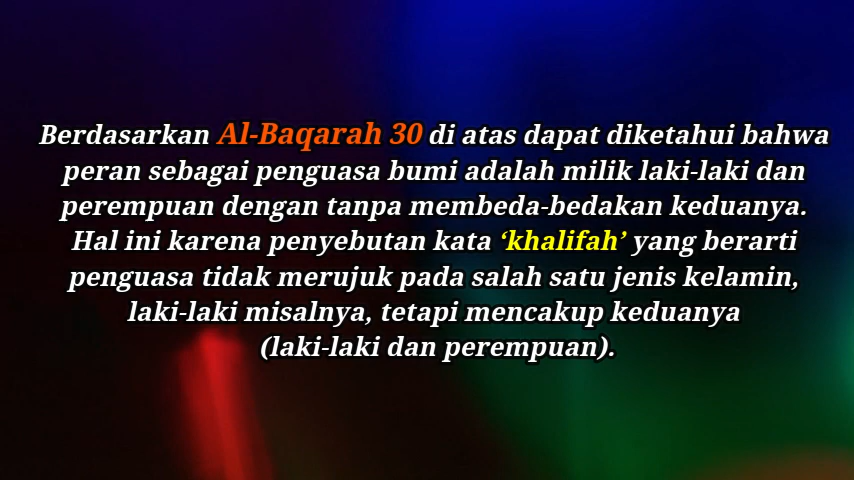 Berdasarkan Al-Baqarah 30 di atas dapat diketahui bahwa
peran sebagai penguasa bumi adalah milik laki-laki dan
perempuan dengan tanpa membeda-bedakan keduanya.
Hal ini karena penyebutan kata ‘khalifah’ yang berarti
penguasa tidak merujuk pada salah satu jenis kelamin,
laki-laki misalnya, tetapi mencakup keduanya
(laki-laki dan perempuan).